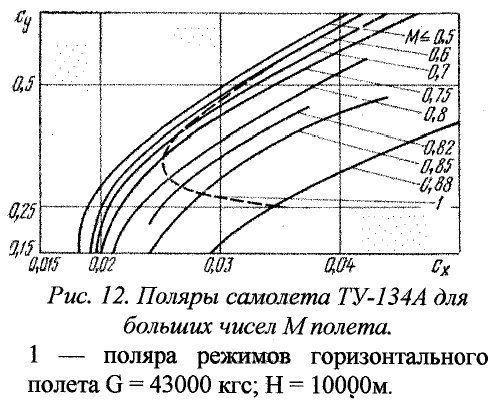 cу
M≤0.5
0.6
0,7
0,5
0,75
0,8
0,82
0,85
0,88
0,25
1
0,15
0,015 0,02 0,03 0,04 cx
Рис. 12. Поляры самолета ТУ-134А для
больших чисел М полета.
1 — поляра режимов горизонтального
полета G = 43000 кгс; H = 10000м.